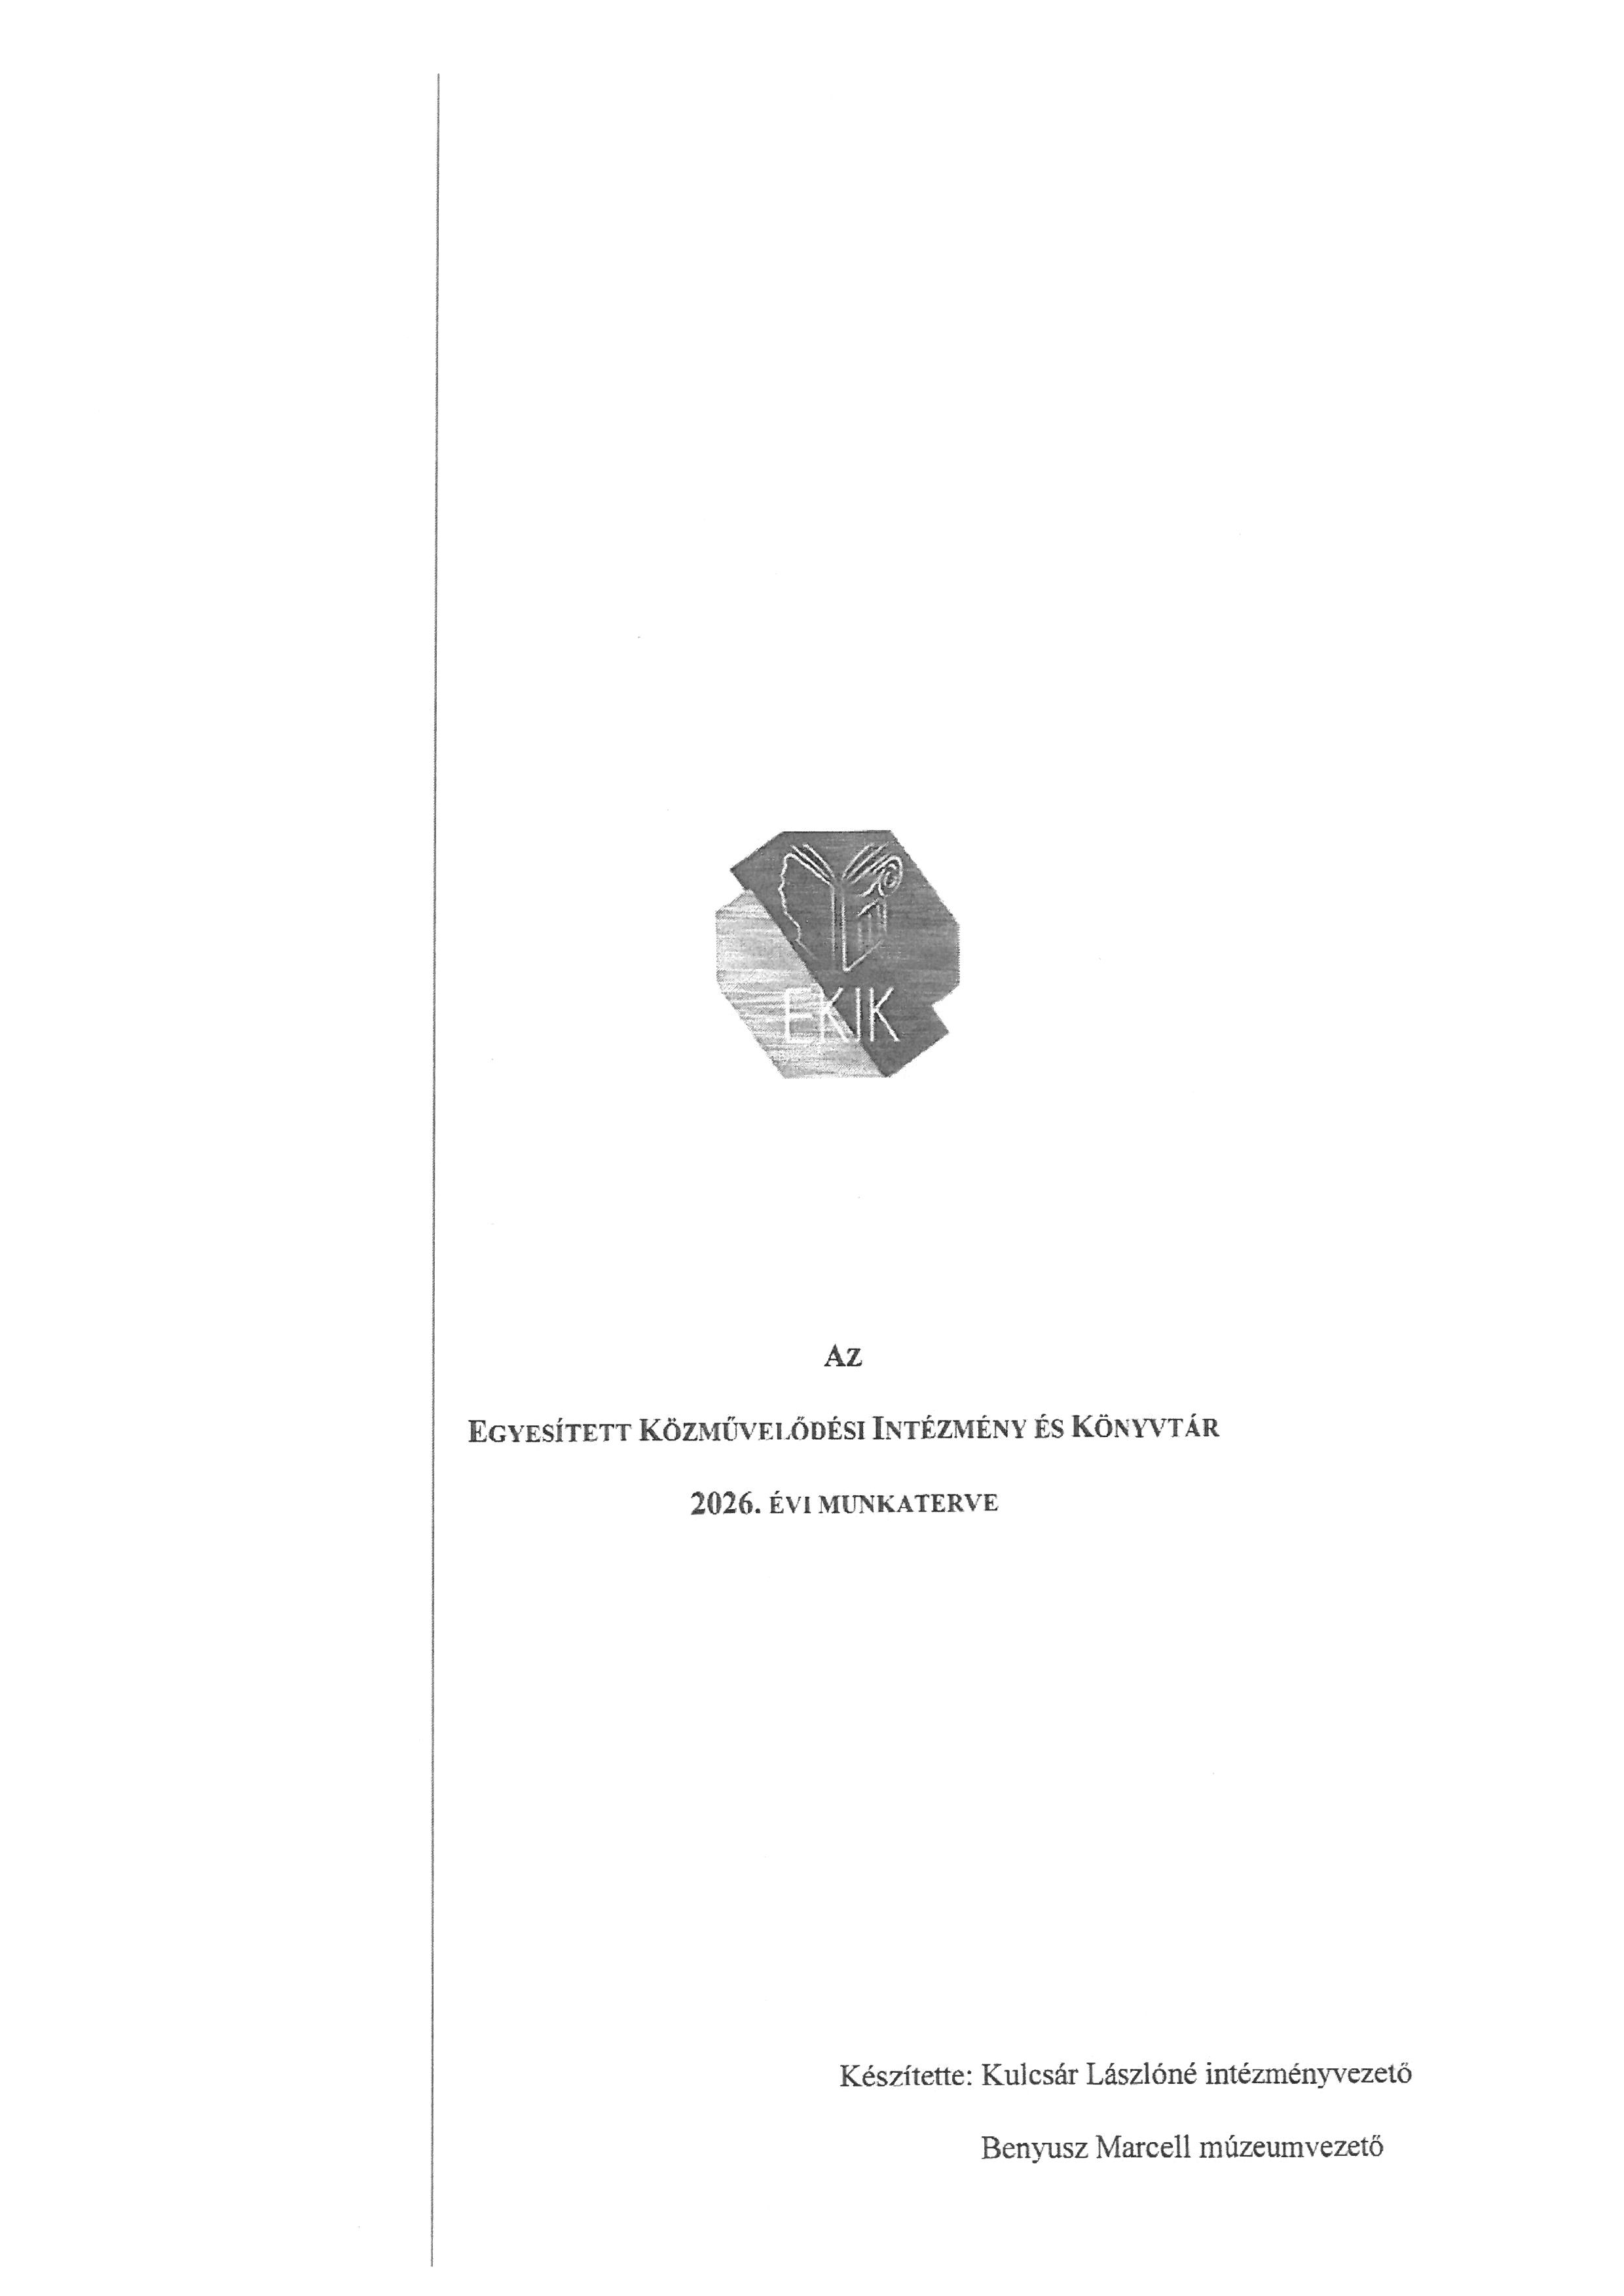 EKIK
Az
Egyesített Közművelődési Intézmény és Könyvtár
2026. évi munkaterve
Készítette: Kulcsár Lászlóné intézményvezető
Benyusz Marcell múzeumvezető